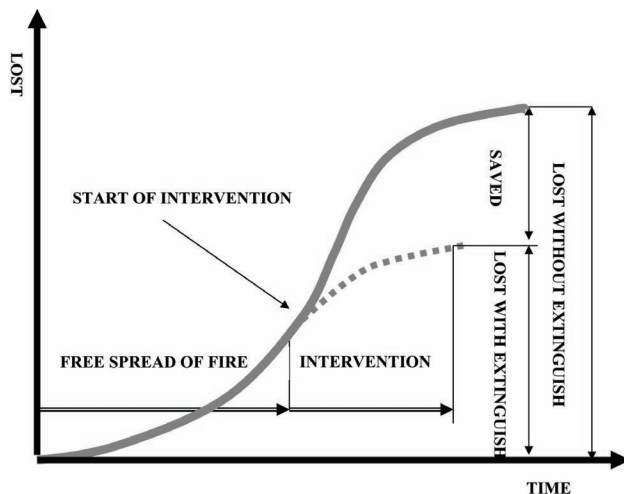 LOST
START OF INTERVENTION
SAVED
LOST WITHOUT EXTINGUISH
LOST WITH EXTINGUISH
FREE SPREAD OF FIRE
INTERVENTION
TIME